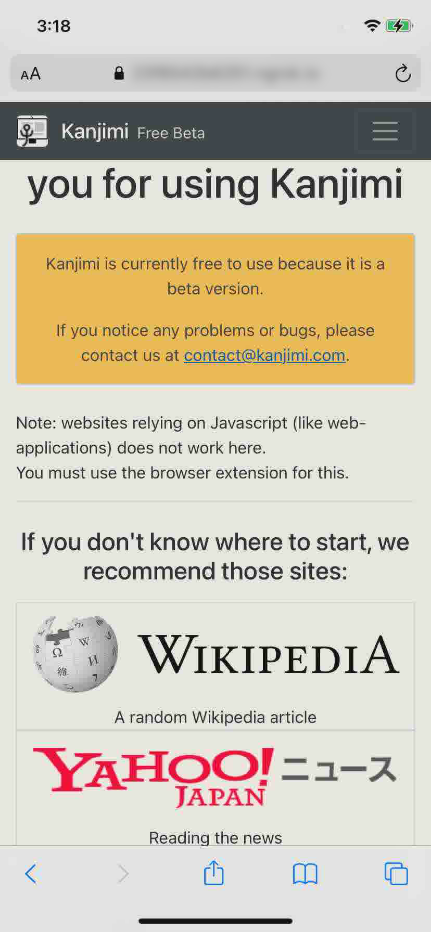 3:18
AA
Kanjimi Free Beta
you for using Kanjimi
Kanjimi is currently free to use because it is a
beta version.
If you notice any problems or bugs, please
contact us at contact@kanjimi.com.
Note: websites relying on Javascript (like web-
applications) does not work here.
You must use the browser extension for this.
If you don't know where to start, we
recommend those sites:
WIKIPEDIA
A random Wikipedia article
YAHOO! ニュース
JAPAN
Reading the news